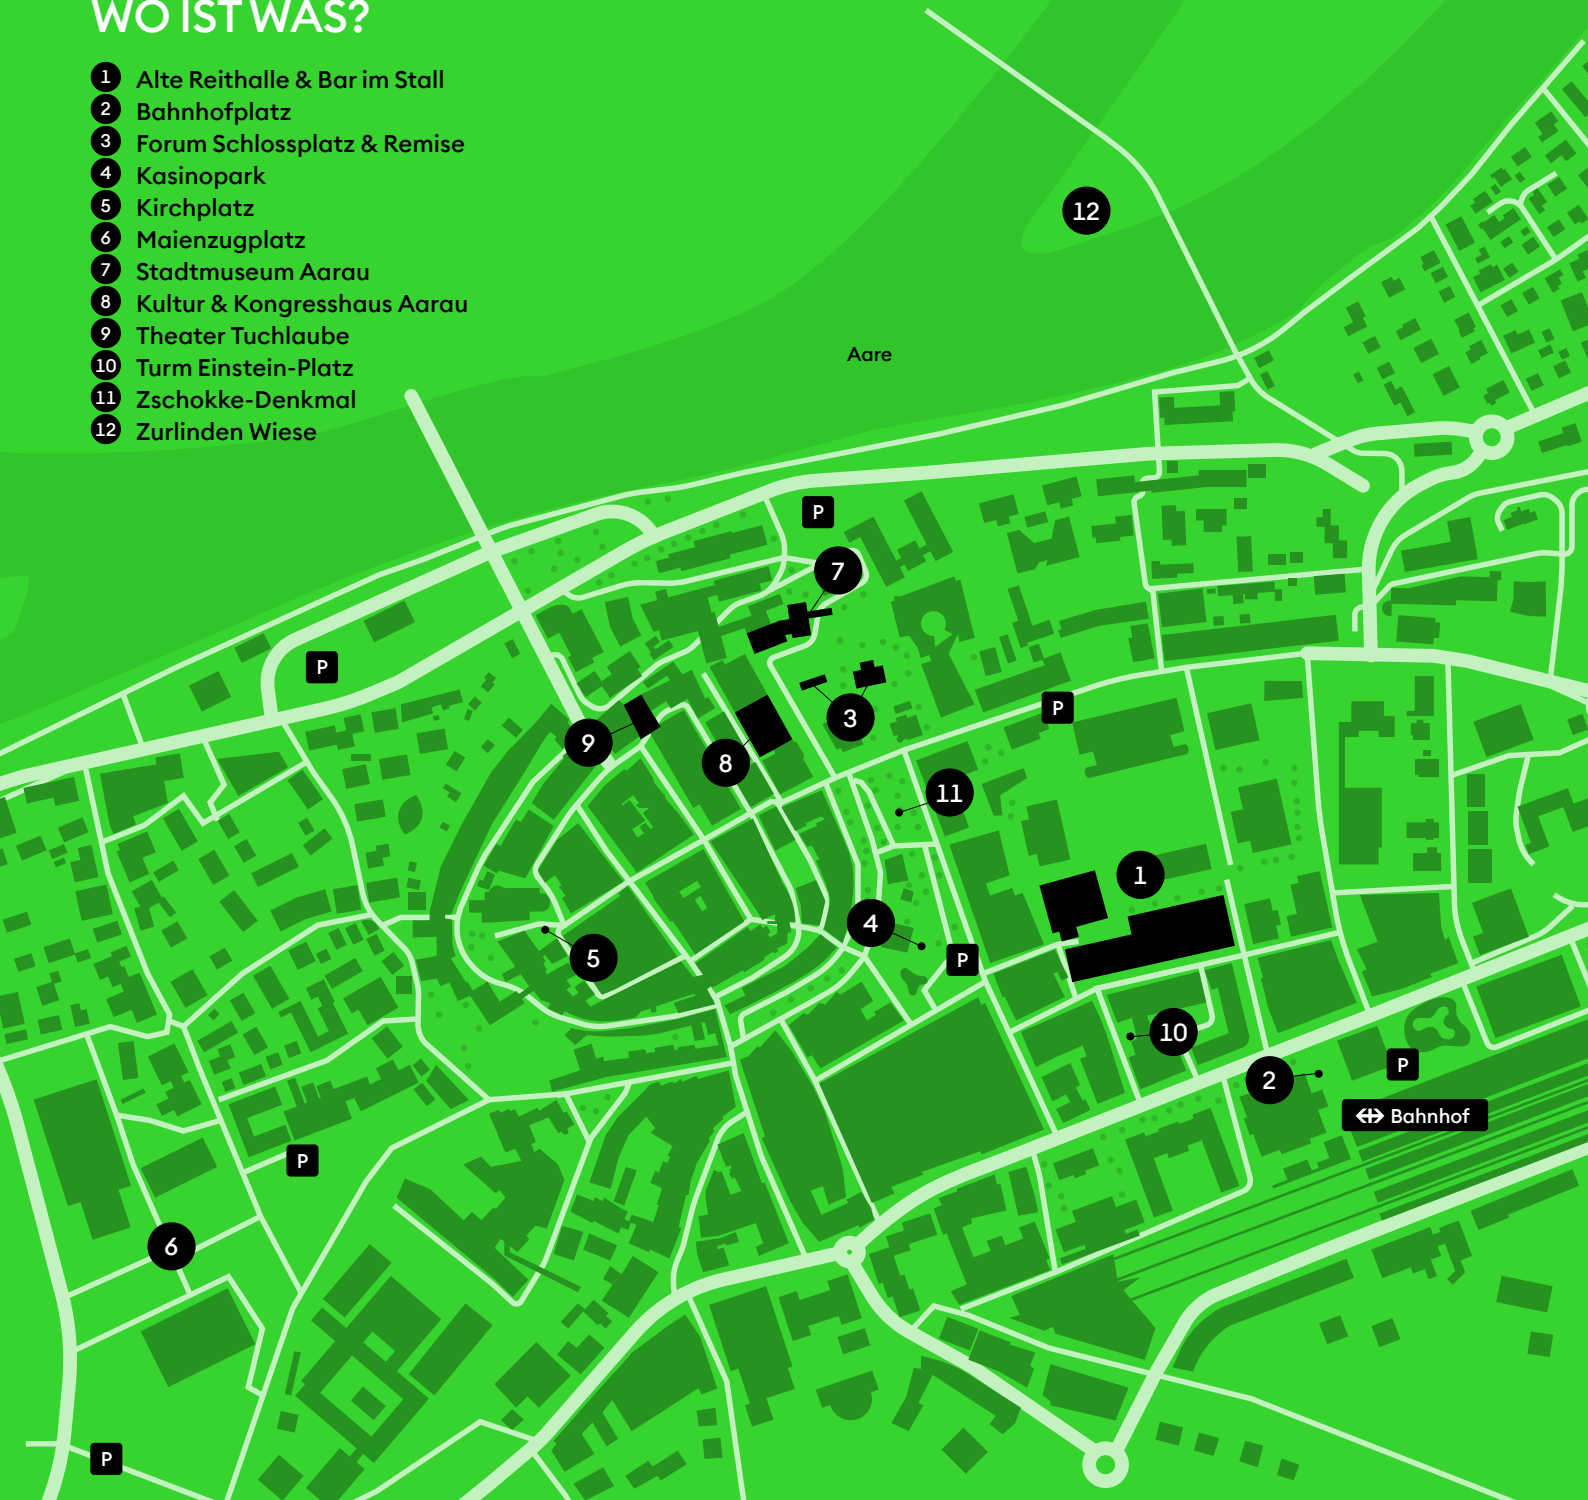 WO IST WAS?
1 Alte Reithalle & Bar im Stall
2 Bahnhofplatz
3 Forum Schlossplatz & Remise
4 Kasinopark
5 Kirchplatz
6 Maienzugplatz
7 Stadtmuseum Aarau
8 Kultur & Kongresshaus Aarau
9 Theater Tuchlaube
10 Turm Einstein-Platz
11 Zschokke-Denkmal
12 Zurlinden Wiese
12
Aare
P
7
P
3
P
9
8
11
1
4
5
P
10
P
2
Bahnhof
P
6
P